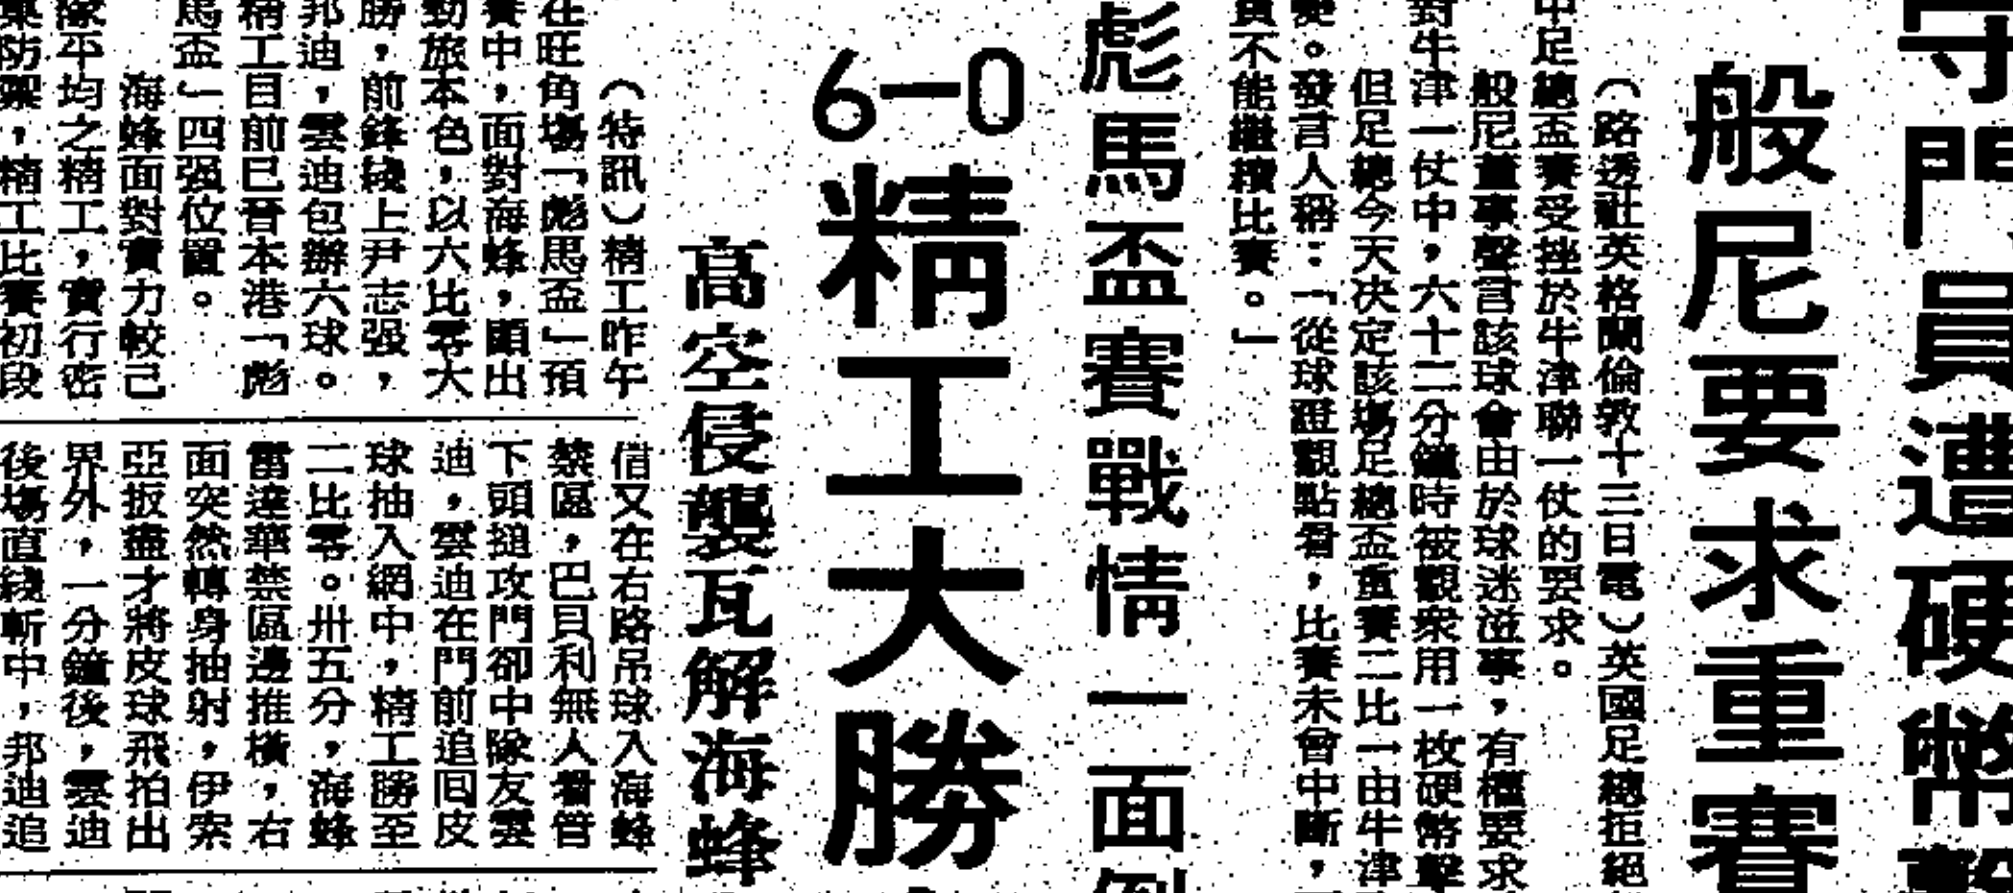 守門員遭硬幣擊
般尼要求重賽
（路透社英格蘭倫敦十三日電）英國足總拒絕
中足總盃賽受挫於牛津聯一仗的要求。
般尼董事聲言該球會由於球迷滋事，有權要求
對牛津一仗中，六十二分鐘時被觀衆用一枚硬幣擊
但足總今天決定該場足總盃重賽二比一由牛津
變。發言人稱：「從球證觀點看，比賽未曾中斷，
員不能繼續比賽。」
彪馬盃賽戰情一面倒
6—0精工大勝
高空侵襲瓦解海蜂
（特訊）精工昨午
在旺角塲「彪馬盃」預
賽中，面對海蜂，顯出
勁旅本色，以六比零大
勝，前鋒綫上尹志强，
邦迪，雲迪包辦六球。
精工目前已晉本港「彪
馬盃」四强位置。
海蜂面對實力較己
隊平均之精工，實行密
集防禦，精工比賽初段
借又在右路吊球入海蜂
禁區，巴貝利無人看管
下頭搥攻門卻中隊友雲
迪，雲迪在門前追回皮
球抽入網中，精工勝至
二比零。卅五分，海蜂
雷達華禁區邊推橫，右
面突然轉身抽射，伊索
亞扳盡才將皮球飛拍出
界外，一分鐘後，雲迪
後塲直綫斬中，邦迪追